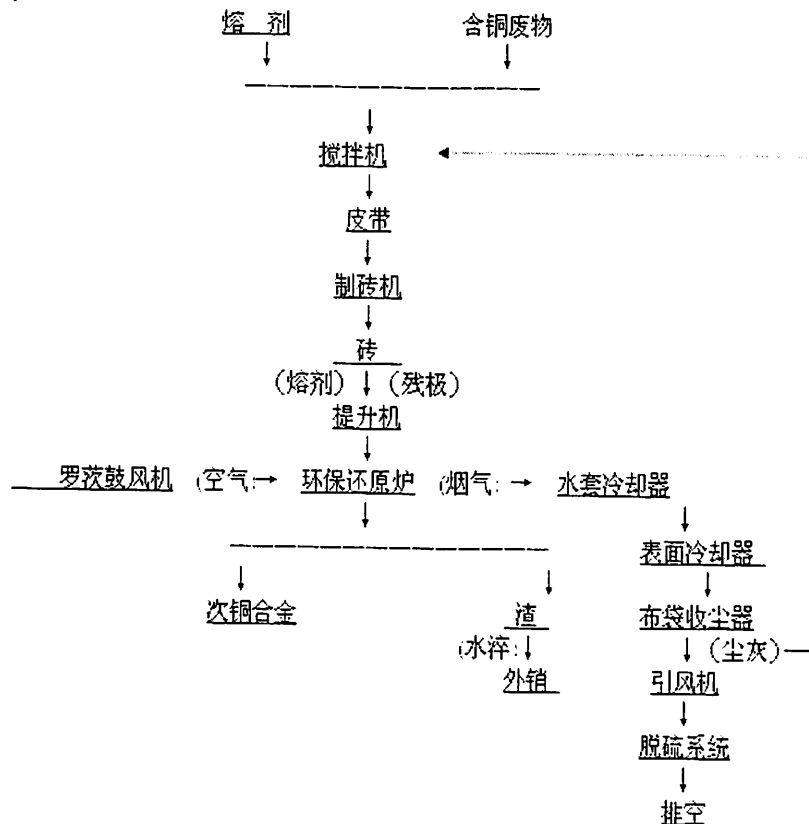 熔 剂 含铜废物
搅拌机
皮带
制砖机
砖
(熔剂) (残极)
提升机
罗茨鼓风机 (空气: 环保还原炉 (烟气: 水套冷却器
表面冷却器
次铜合金 渣 布袋收尘器
(水淬: (尘灰)
外销 引风机
脱硫系统
排空